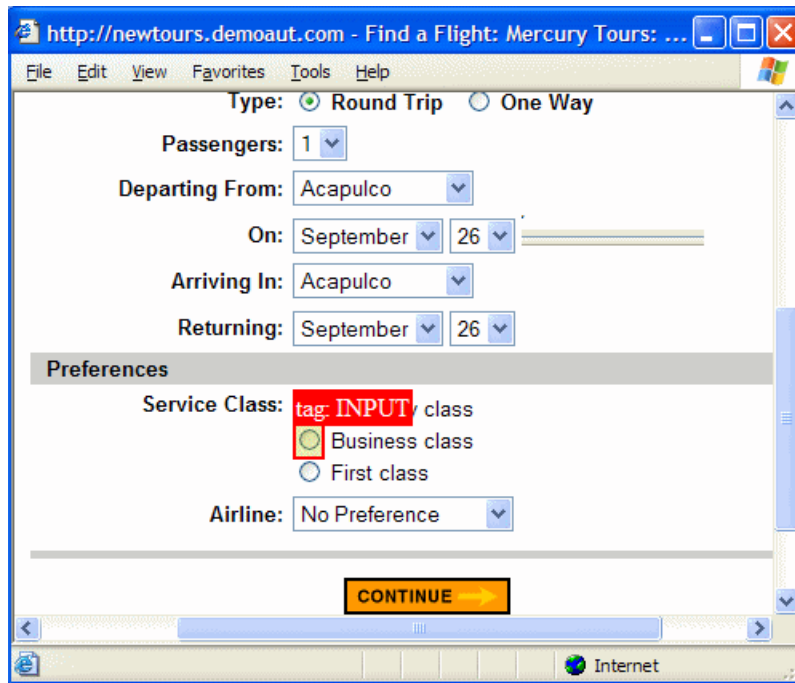 http://newtours.demoaut.com - Find a Flight: Mercury Tours: ...
File Edit View Favorites Tools Help
Type: Round Trip One Way
Passengers: 1
Departing From: Acapulco
On: September 26
Arriving In: Acapulco
Returning: September 26
Preferences
Service Class: tag: INPUT class
Business class
First class
Airline: No Preference
CONTINUE
Internet